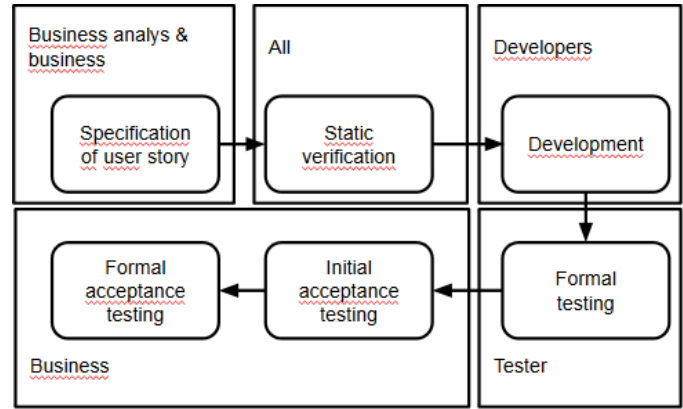 Business analys &
business
Specification
of user story
All
Static
verification
Developers
Development
Formal
acceptance
testing
Initial
acceptance
testing
Formal
testing
Business
Tester